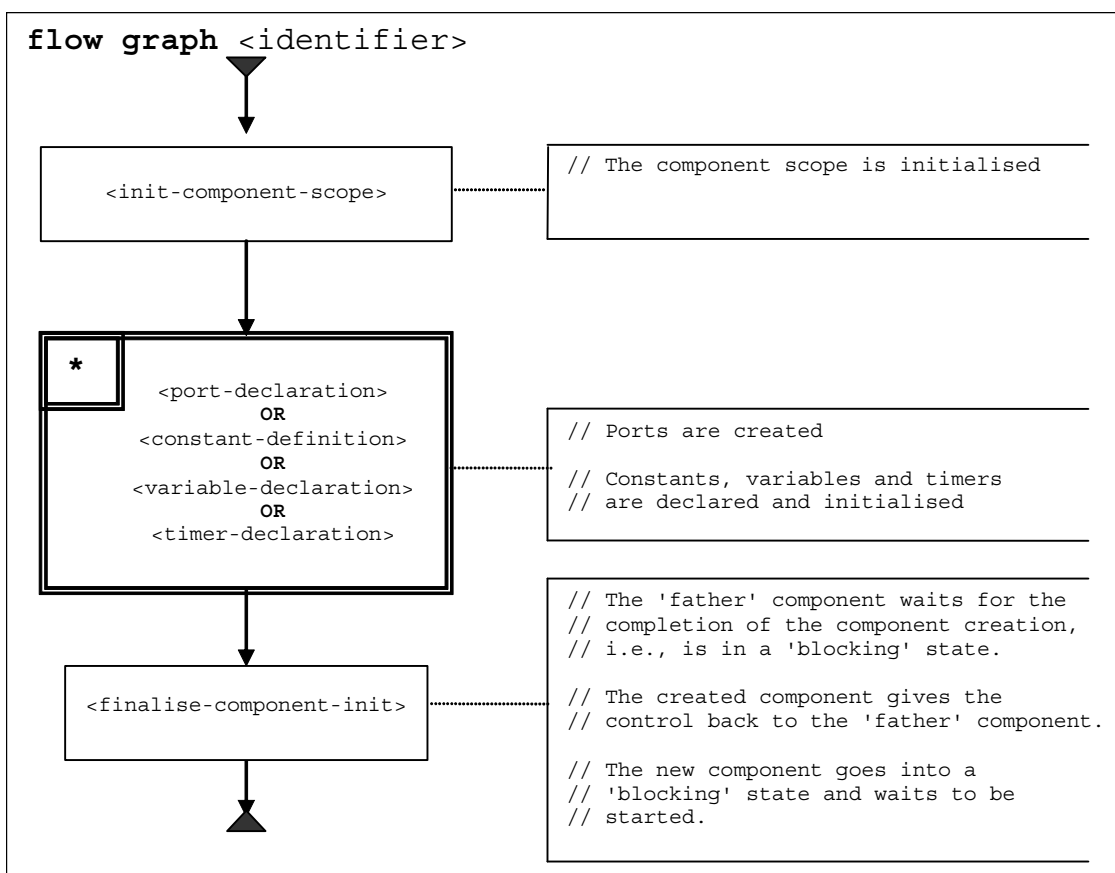 flow graph <identifier>
<init-component-scope>
// The component scope is initialised
*
<port-declaration>
OR
<constant-definition>
OR
<variable-declaration>
OR
<timer-declaration>
// Ports are created
// Constants, variables and timers
// are declared and initialised
<finalise-component-init>
// The 'father' component waits for the
// completion of the component creation,
// i.e., is in a 'blocking' state.
// The created component gives the
// control back to the 'father' component.
// The new component goes into a
// 'blocking' state and waits to be
// started.